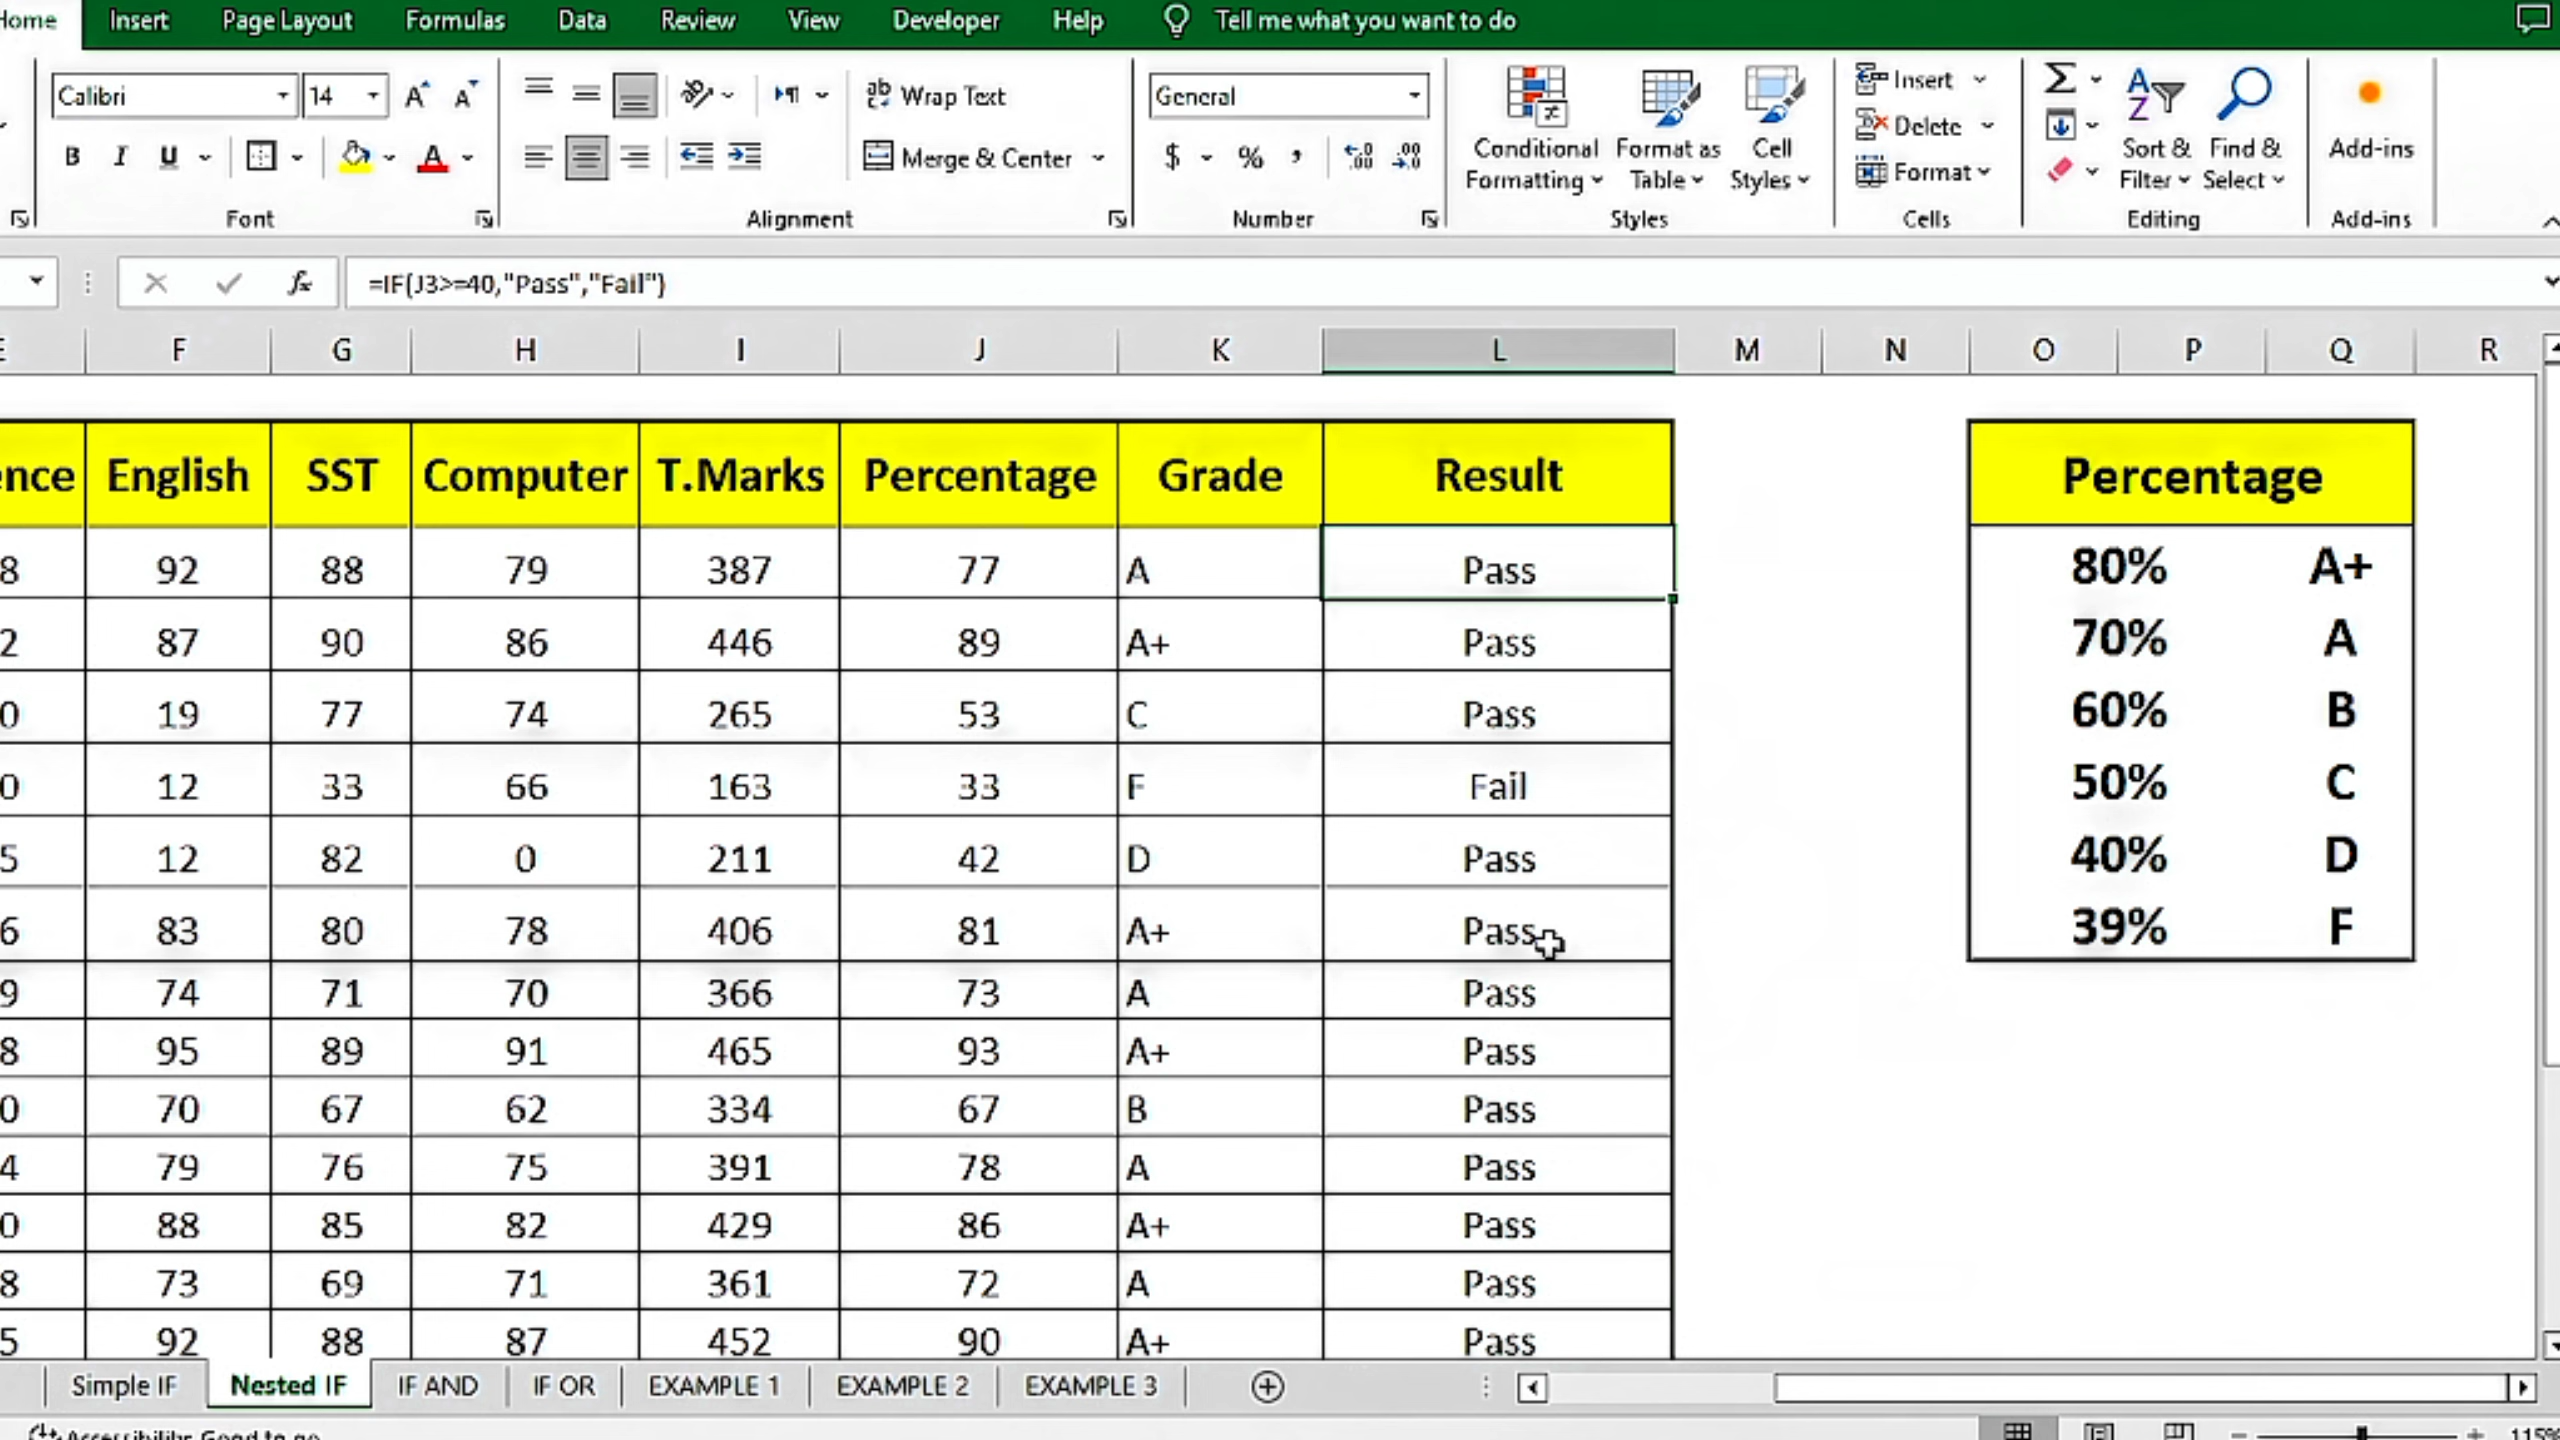 Home Insert Page Layout Formulas Data Review View Developer Help Tell me what you want to do
Calibri 14 A A Wrap Text General Insert
B I U A Merge & Center $ % , Conditional Formatting Format as Table Cell Styles Delete Format Sort & Filter Find & Select Add-ins
Font Alignment Number Styles Cells Editing Add-ins
fx =IF(J3>=40,"Pass","Fail")
E F G H I J K L M N O P Q R
ence English SST Computer T.Marks Percentage Grade Result Percentage
8 92 88 79 387 77 A Pass 80% A+
2 87 90 86 446 89 A+ Pass 70% A
0 19 77 74 265 53 C Pass 60% B
0 12 33 66 163 33 F Fail 50% C
5 12 82 0 211 42 D Pass 40% D
6 83 80 78 406 81 A+ Pass 39% F
9 74 71 70 366 73 A Pass
8 95 89 91 465 93 A+ Pass
0 70 67 62 334 67 B Pass
4 79 76 75 391 78 A Pass
0 88 85 82 429 86 A+ Pass
8 73 69 71 361 72 A Pass
5 92 88 87 452 90 A+ Pass
Simple IF Nested IF IF AND IF OR EXAMPLE 1 EXAMPLE 2 EXAMPLE 3
Accessibility: Good to go 115%